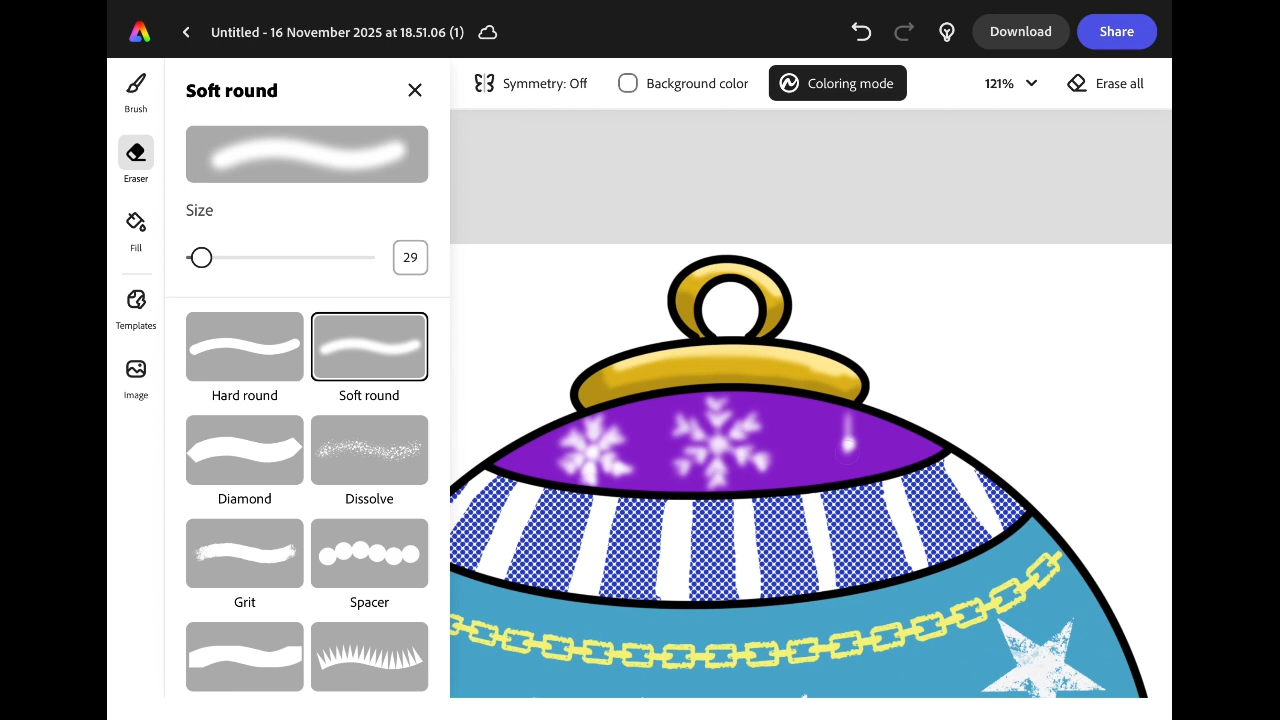 Untitled - 16 November 2025 at 18.51.06 (1)
Download
Share
Brush
Eraser
Fill
Templates
Image
Soft round
Size
29
Hard round
Soft round
Diamond
Dissolve
Grit
Spacer
Symmetry: Off
Background color
Coloring mode
121%
Erase all